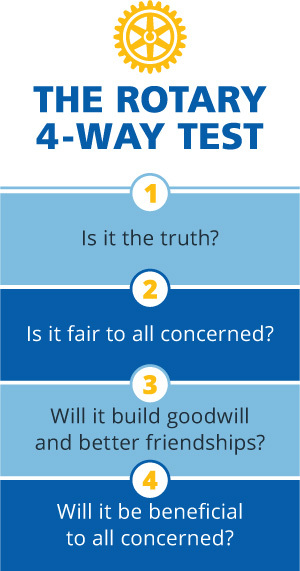 THE ROTARY
4-WAY TEST
1
Is it the truth?
2
Is it fair to all concerned?
3
Will it build goodwill
and better friendships?
4
Will it be beneficial
to all concerned?